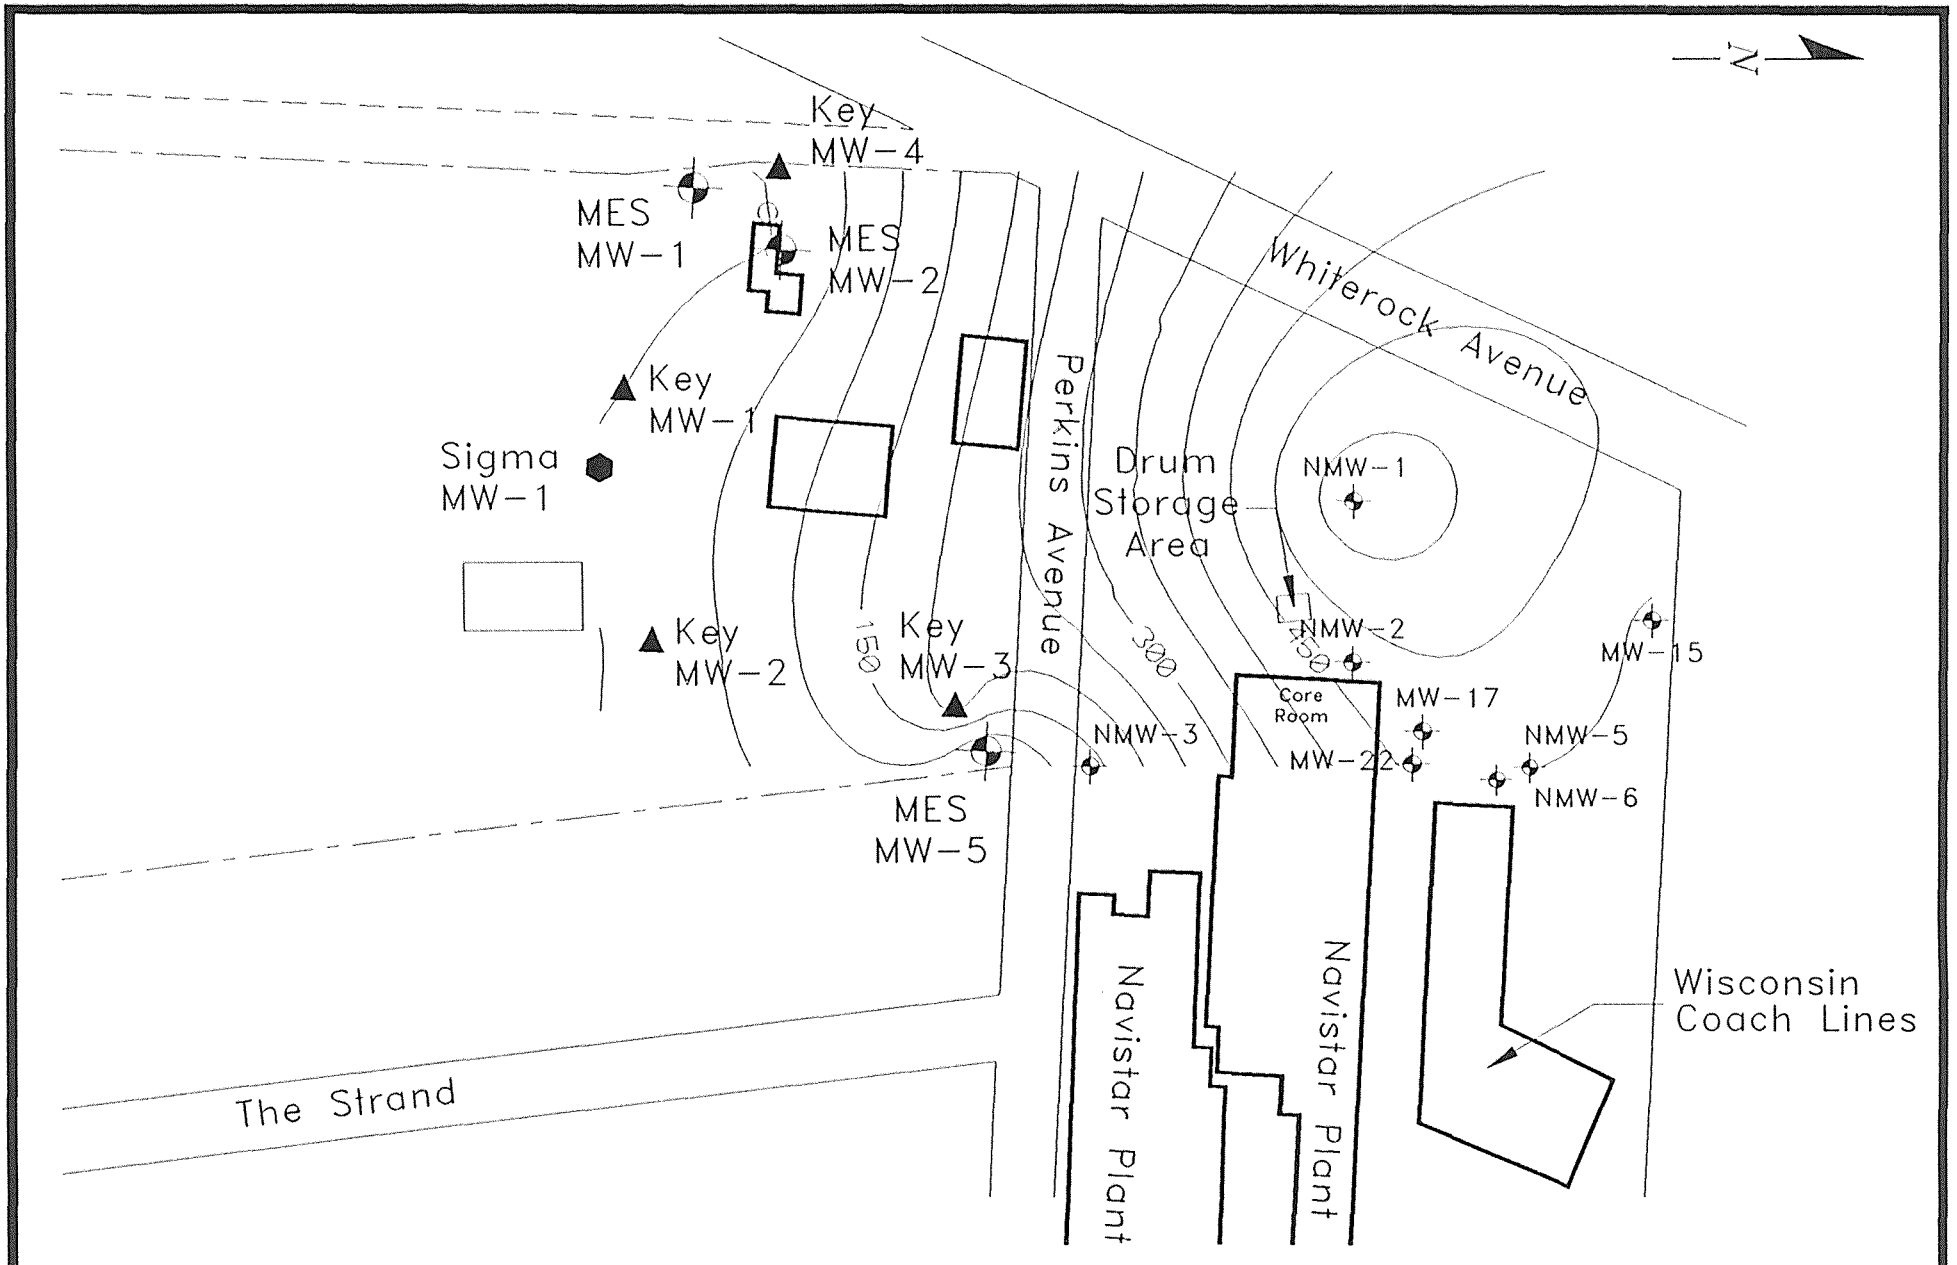 N
Key
MW-4
MES
MW-1
MES
MW-2
Whiterock Avenue
Key
MW-1
Perkins Avenue
Sigma
MW-1
Drum
Storage
Area
NMW-1
Key
MW-2
150
Key
MW-3
300
NMW-2
450
MW-15
Core
Room
MW-17
NMW-3
MW-22
NMW-5
NMW-6
MES
MW-5
Navistar Plant
Navistar Plant
Wisconsin
Coach Lines
The Strand